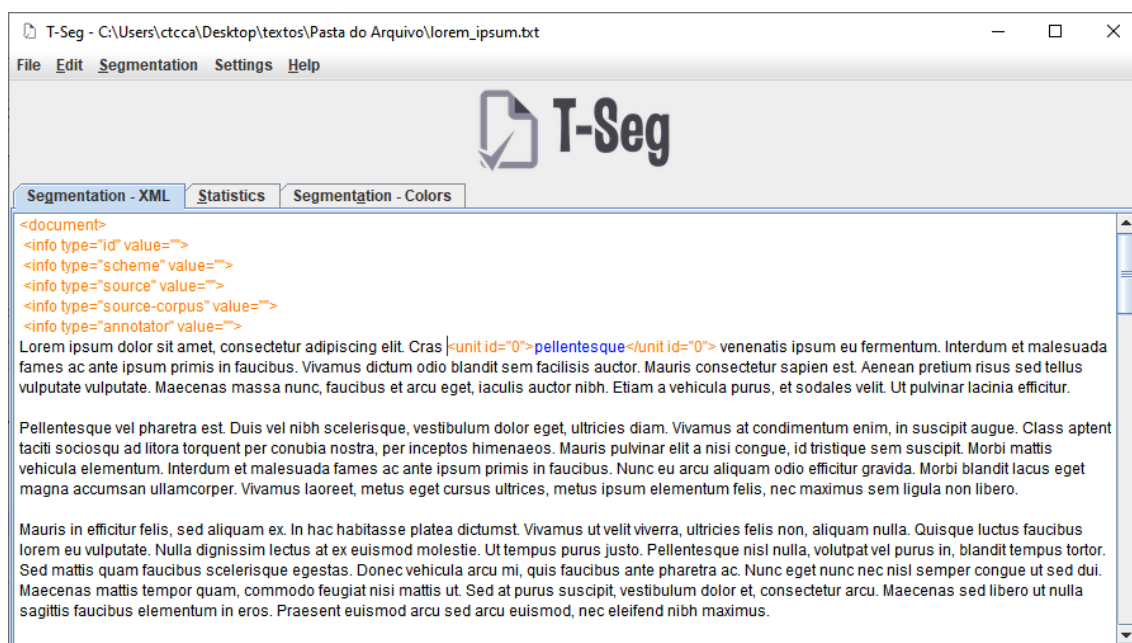 T-Seg - C:\Users\ctcca\Desktop\textos\Pasta do Arquivo\lorem_ipsum.txt
File Edit Segmentation Settings Help
T-Seg
Segmentation - XML Statistics Segmentation - Colors
<document>
<info type="id" value="">
<info type="scheme" value="">
<info type="source" value="">
<info type="source-corpus" value="">
<info type="annotator" value="">
Lorem ipsum dolor sit amet, consectetur adipiscing elit. Cras <unit id="0">pellentesque</unit id="0"> venenatis ipsum eu fermentum. Interdum et malesuada
fames ac ante ipsum primis in faucibus. Vivamus dictum odio blandit sem facilisis auctor. Mauris consectetur sapien est. Aenean pretium risus sed tellus
vulputate vulputate. Maecenas massa nunc, faucibus et arcu eget, iaculis auctor nibh. Etiam a vehicula purus, et sodales velit. Ut pulvinar lacinia efficitur.
Pellentesque vel pharetra est. Duis vel nibh scelerisque, vestibulum dolor eget, ultricies diam. Vivamus at condimentum enim, in suscipit augue. Class aptent
taciti sociosqu ad litora torquent per conubia nostra, per inceptos himenaeos. Mauris pulvinar elit a nisi congue, id tristique sem suscipit. Morbi mattis
vehicula elementum. Interdum et malesuada fames ac ante ipsum primis in faucibus. Nunc eu arcu aliquam odio efficitur gravida. Morbi blandit lacus eget
magna accumsan ullamcorper. Vivamus laoreet, metus eget cursus ultrices, metus ipsum elementum felis, nec maximus sem ligula non libero.
Mauris in efficitur felis, sed aliquam ex. In hac habitasse platea dictumst. Vivamus ut velit viverra, ultricies felis non, aliquam nulla. Quisque luctus faucibus
lorem eu vulputate. Nulla dignissim lectus at ex euismod molestie. Ut tempus purus justo. Pellentesque nisl nulla, volutpat vel purus in, blandit tempus tortor.
Sed mattis quam faucibus scelerisque egestas. Donec vehicula arcu mi, quis faucibus ante pharetra ac. Nunc eget nunc nec nisl semper congue ut sed dui.
Maecenas mattis tempor quam, commodo feugiat nisi mattis ut. Sed at purus suscipit, vestibulum dolor et, consectetur arcu. Maecenas sed libero ut nulla
sagittis faucibus elementum in eros. Praesent euismod arcu sed arcu euismod, nec eleifend nibh maximus.